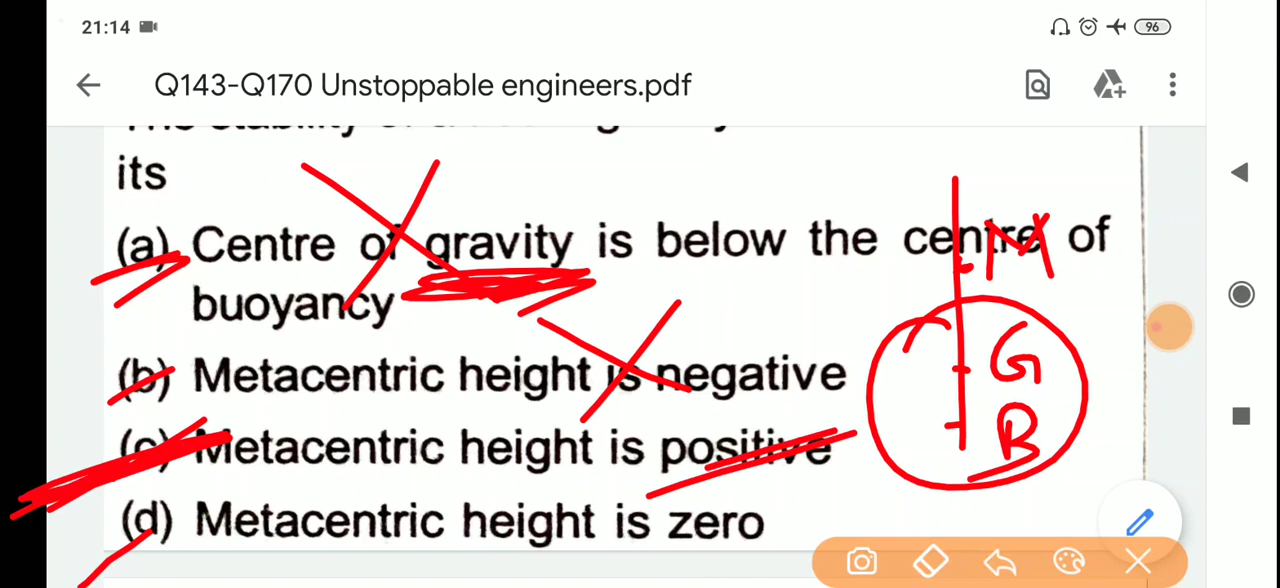 21:14
96
Q143-Q170 Unstoppable engineers.pdf
its
(a) Centre of gravity is below the centre of
buoyancy
(b) Metacentric height is negative
(c) Metacentric height is positive
(d) Metacentric height is zero
M
G
B